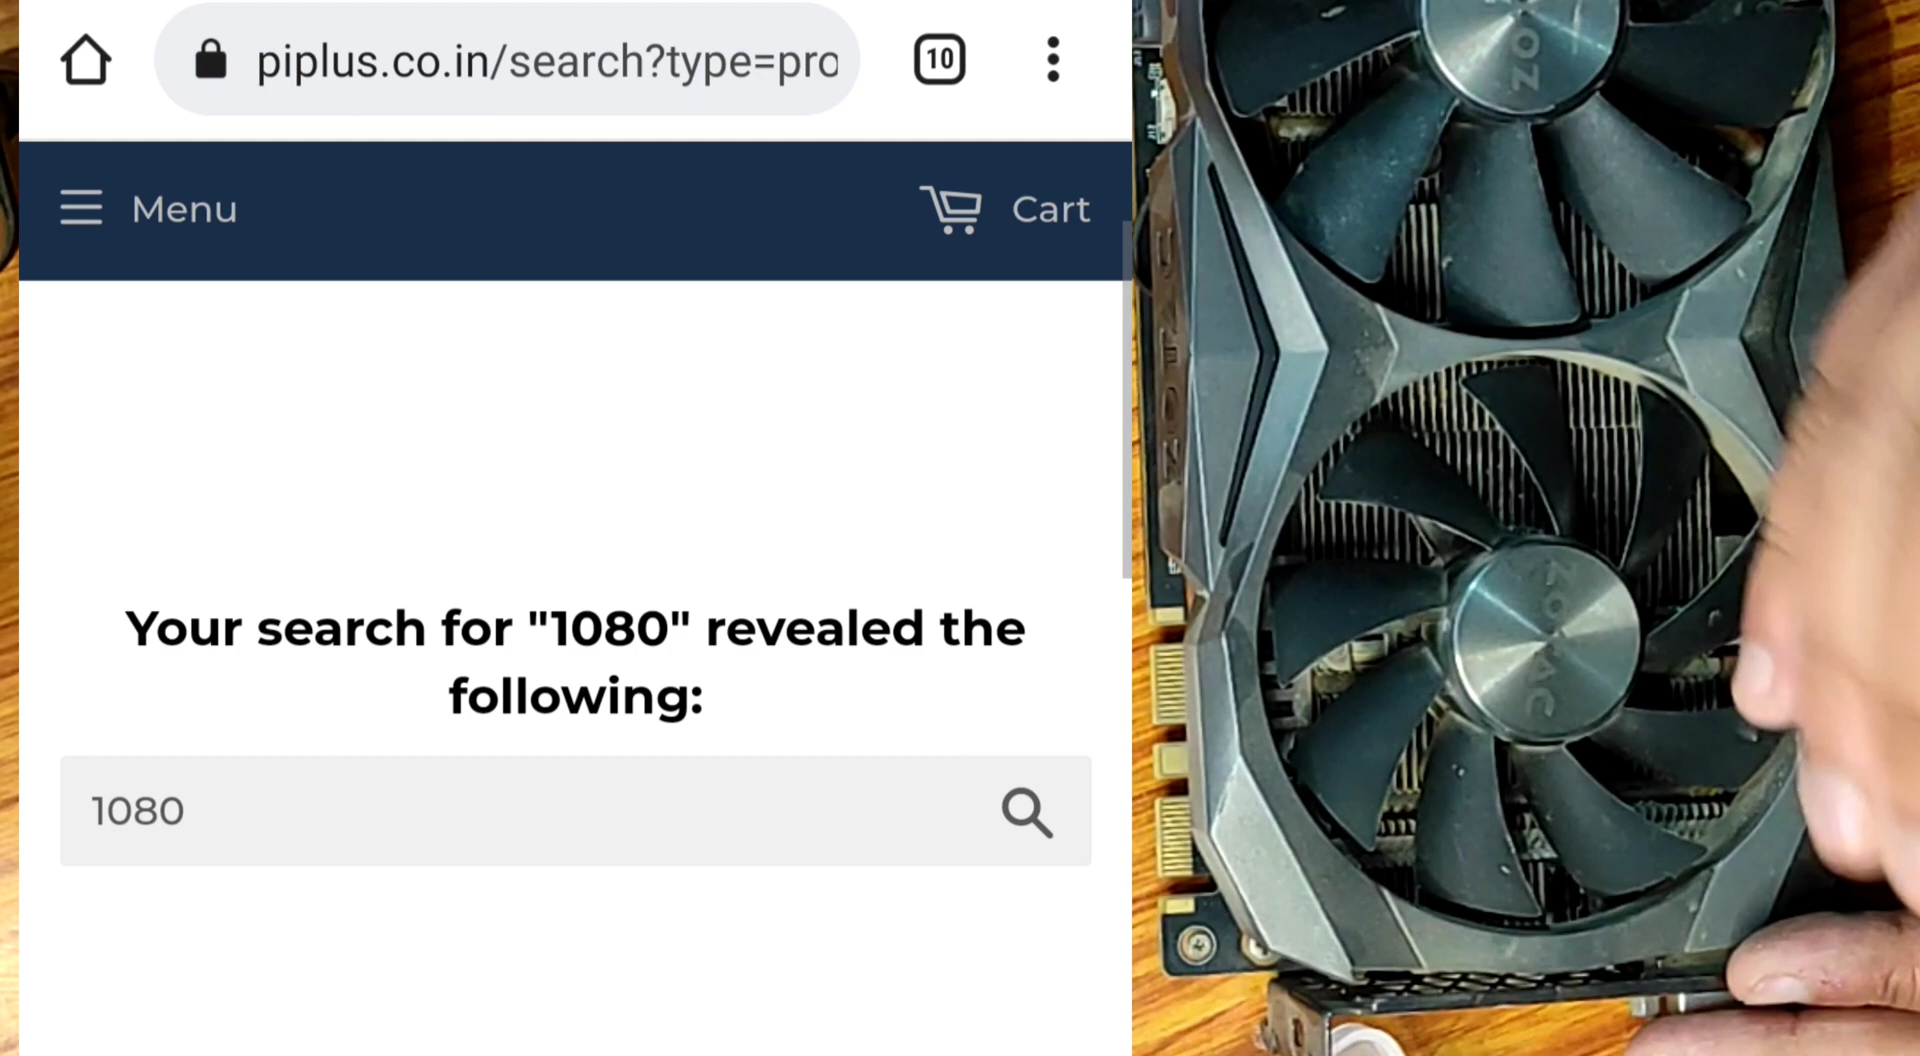 piplus.co.in/search?type=pro
10
Menu
Cart
Your search for "1080" revealed the
following:
1080
ZOTAC